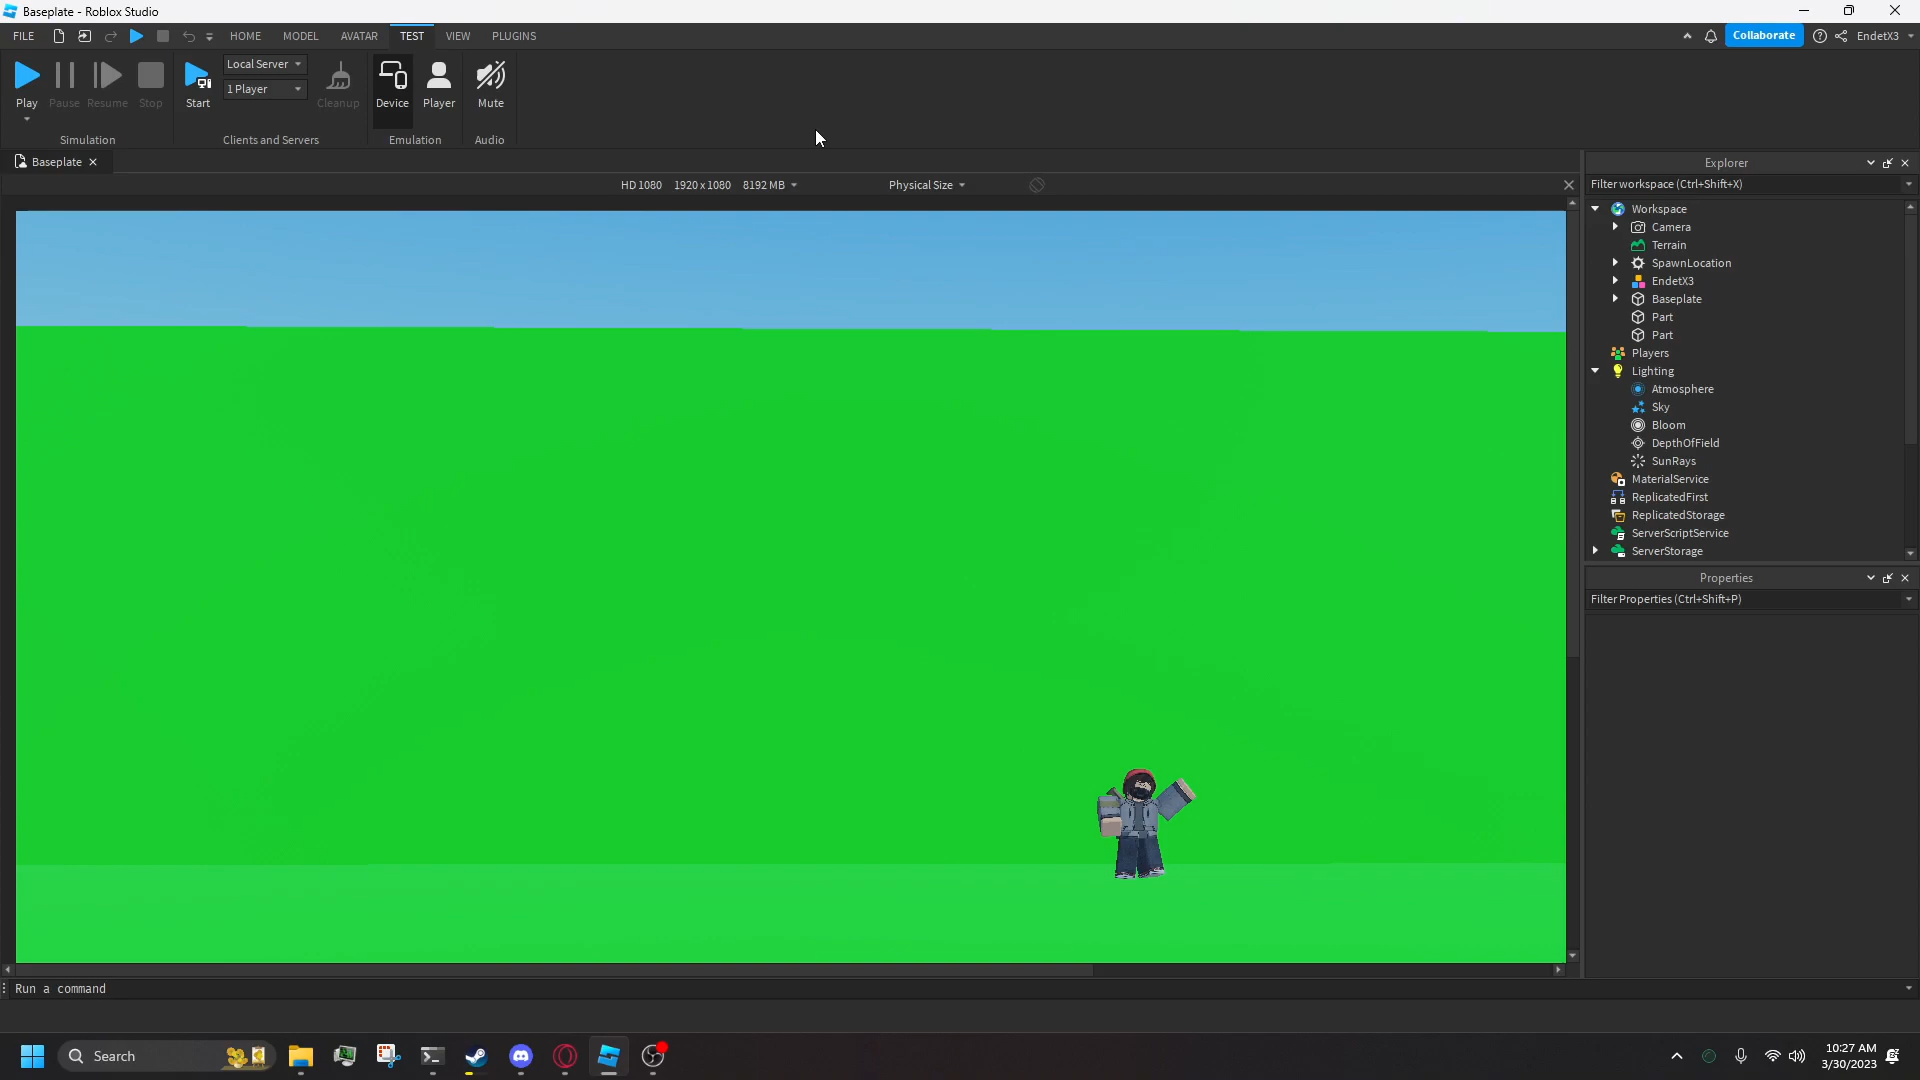 Baseplate - Roblox Studio
FILE HOME MODEL AVATAR TEST VIEW PLUGINS Collaborate EndetX3
Play Pause Resume Stop Start Local Server 1 Player Cleanup Device Player Mute
Simulation Clients and Servers Emulation Audio
Baseplate
HD 1080 1920 x 1080 8192 MB Physical Size
Explorer
Filter workspace (Ctrl+Shift+X)
Workspace
Camera
Terrain
SpawnLocation
EndetX3
Baseplate
Part
Part
Players
Lighting
Atmosphere
Sky
Bloom
DepthOfField
SunRays
MaterialService
ReplicatedFirst
ReplicatedStorage
ServerScriptService
ServerStorage
Properties
Filter Properties (Ctrl+Shift+P)
Run a command
Search
10:27 AM
3/30/2023